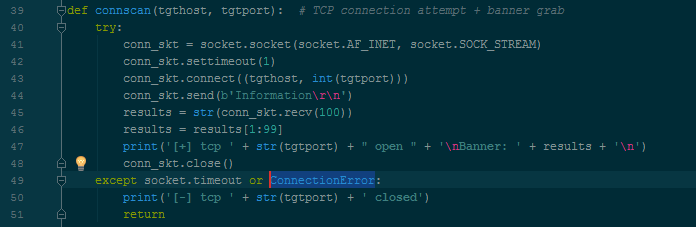 39 def connscan(tgthost, tgtport):  # TCP connection attempt + banner grab
40     try:
41         conn_skt = socket.socket(socket.AF_INET, socket.SOCK_STREAM)
42         conn_skt.settimeout(1)
43         conn_skt.connect((tgthost, int(tgtport)))
44         conn_skt.send(b'Information\r\n')
45         results = str(conn_skt.recv(100))
46         results = results[1:99]
47         print('[+] tcp ' + str(tgtport) + " open " + '\nBanner: ' + results + '\n')
48         conn_skt.close()
49     except socket.timeout or ConnectionError:
50         print('[-] tcp ' + str(tgtport) + ' closed')
51         return